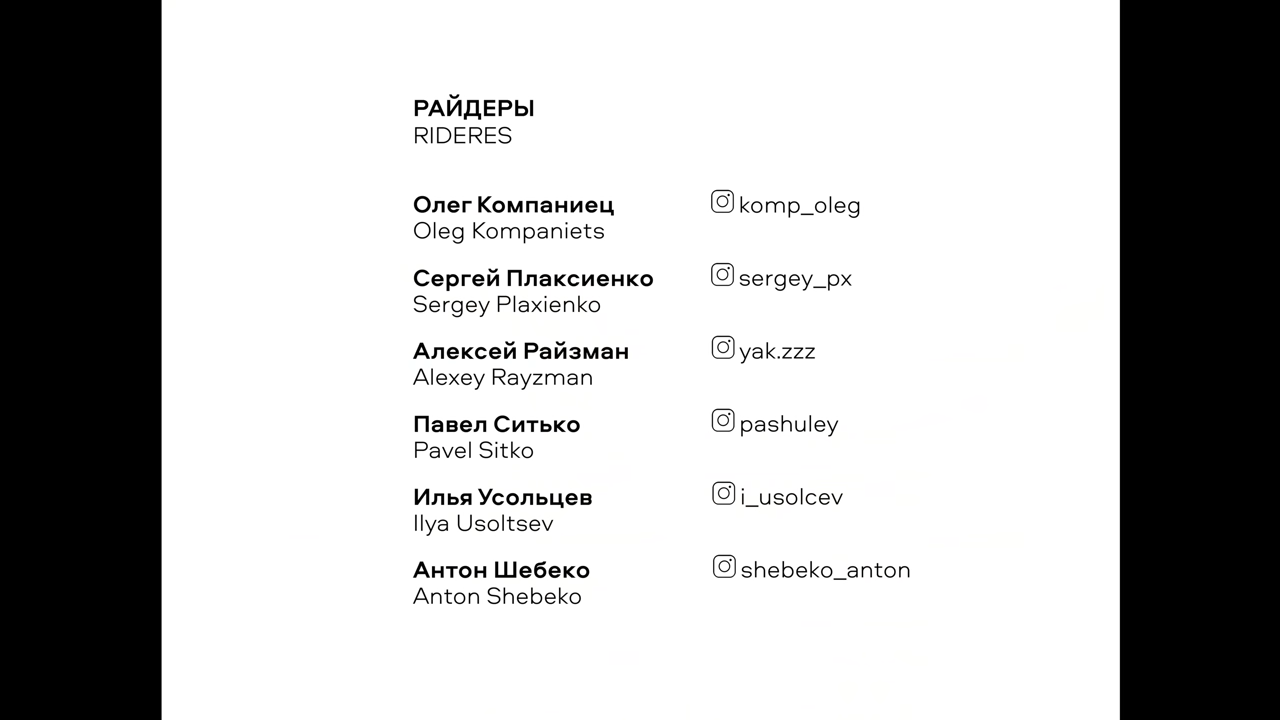 РАЙДЕРЫ
RIDERES
Олег Компаниец
komp_oleg
Oleg Kompaniets
Сергей Плаксиенко
sergey_px
Sergey Plaxienko
Алексей Райзман
yak.zzz
Alexey Rayzman
Павел Ситько
pashuley
Pavel Sitko
Илья Усольцев
i_usolcev
Ilya Usoltsev
Антон Шебеко
shebeko_anton
Anton Shebeko